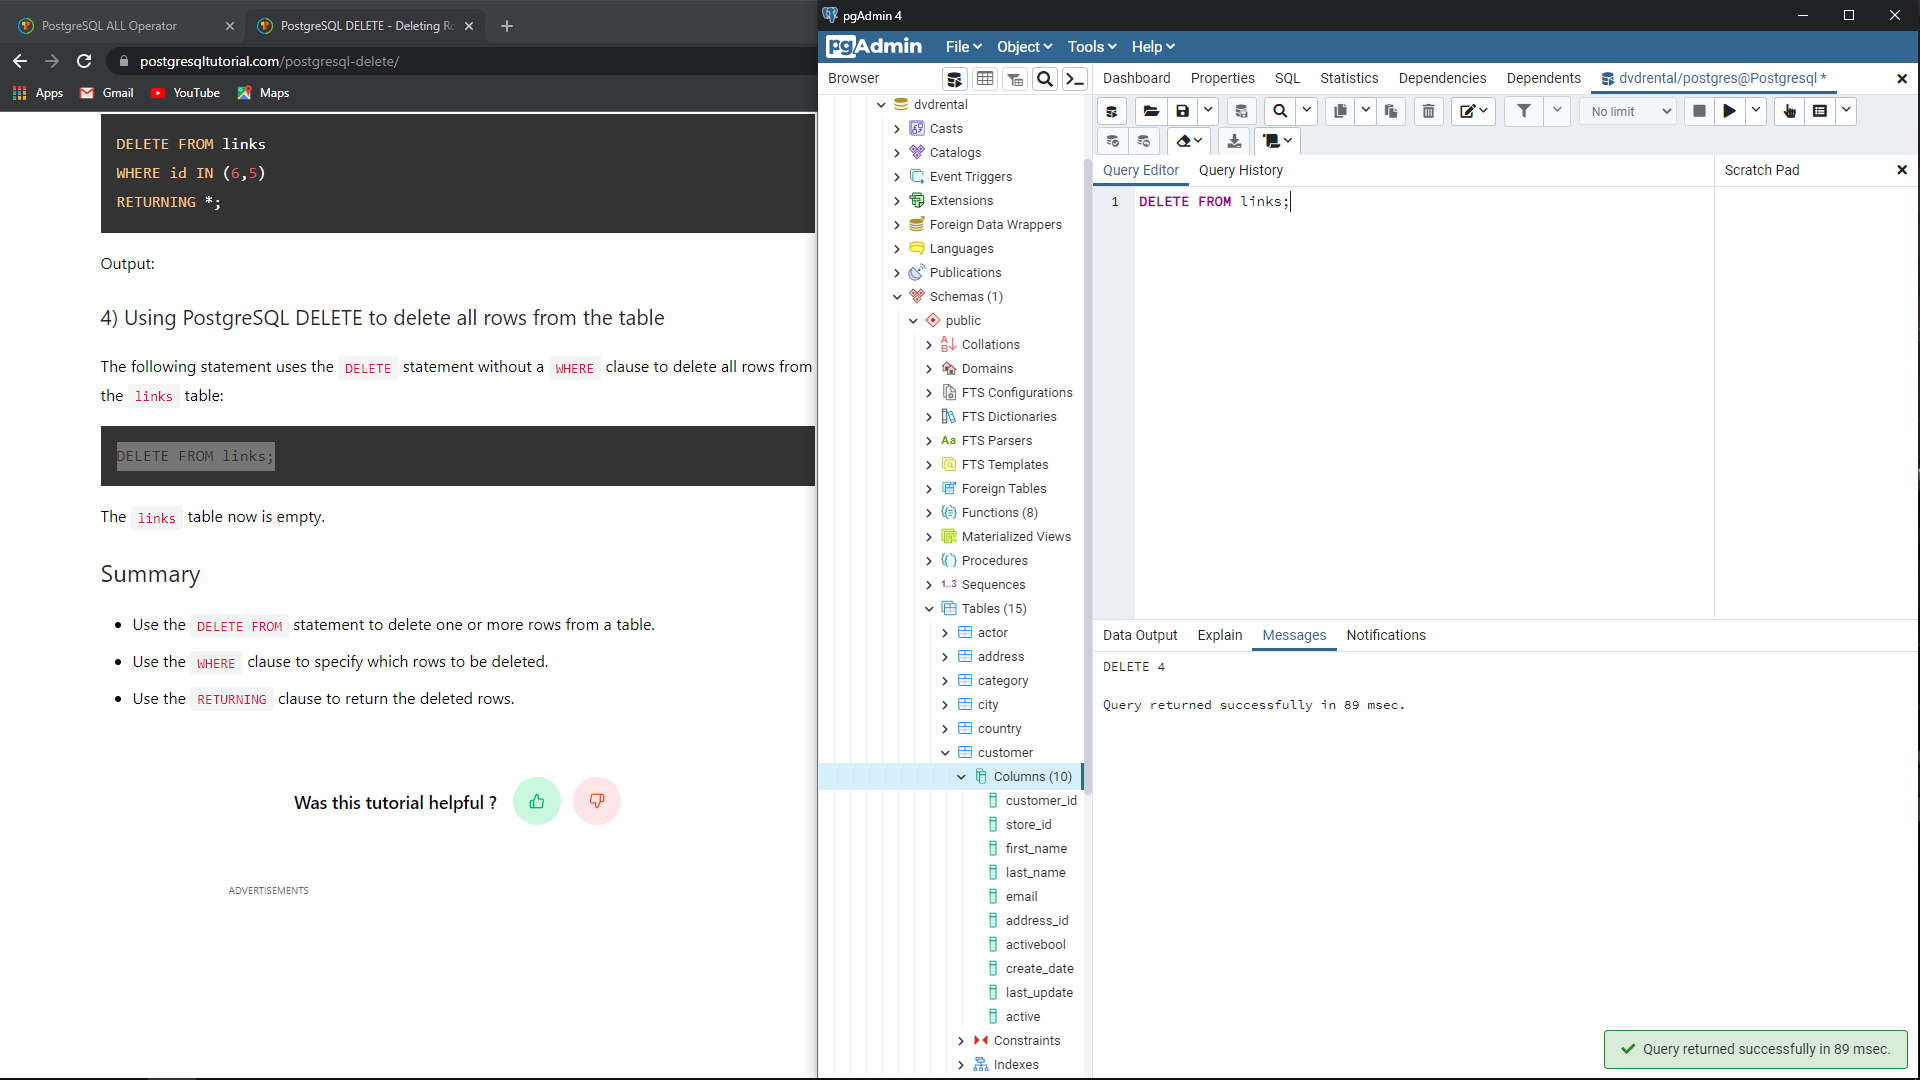 PostgreSQL ALL Operator
PostgreSQL DELETE - Deleting Ro
postgresqltutorial.com/postgresql-delete/
Apps
Gmail
YouTube
Maps
DELETE FROM links
WHERE id IN (6,5)
RETURNING *;
Output:
4) Using PostgreSQL DELETE to delete all rows from the table
The following statement uses the DELETE statement without a WHERE clause to delete all rows from
the links table:
DELETE FROM links;
The links table now is empty.
Summary
Use the DELETE FROM statement to delete one or more rows from a table.
Use the WHERE clause to specify which rows to be deleted.
Use the RETURNING clause to return the deleted rows.
Was this tutorial helpful ?
ADVERTISEMENTS
pgAdmin 4
pgAdmin
File
Object
Tools
Help
Browser
Dashboard
Properties
SQL
Statistics
Dependencies
Dependents
dvdrental/postgres@Postgresql *
No limit
dvdrental
Casts
Catalogs
Event Triggers
Extensions
Foreign Data Wrappers
Languages
Publications
Schemas (1)
public
Collations
Domains
FTS Configurations
FTS Dictionaries
Aa FTS Parsers
FTS Templates
Foreign Tables
Functions (8)
Materialized Views
Procedures
1..3 Sequences
Tables (15)
actor
address
category
city
country
customer
Columns (10)
customer_id
store_id
first_name
last_name
email
address_id
activebool
create_date
last_update
active
Constraints
Indexes
Query Editor
Query History
Scratch Pad
1 DELETE FROM links;
Data Output
Explain
Messages
Notifications
DELETE 4
Query returned successfully in 89 msec.
Query returned successfully in 89 msec.